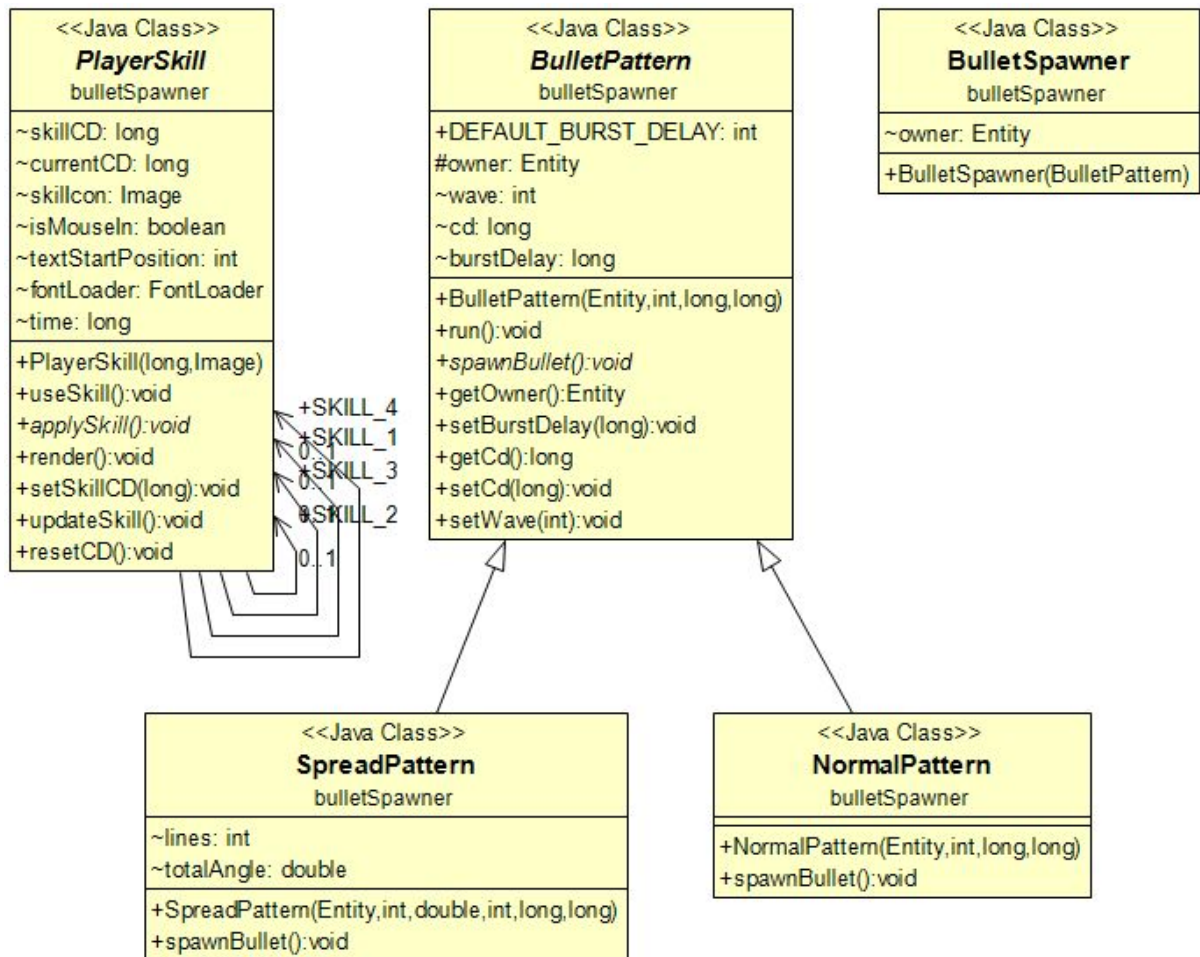 <<Java Class>>
PlayerSkill
bulletSpawner
~skillCD: long
~currentCD: long
~skillIcon: Image
~isMouseIn: boolean
~textStartPosition: int
~fontLoader: FontLoader
~time: long
+PlayerSkill(long,Image)
+useSkill():void
+applySkill():void
+render():void
+setSkillCD(long):void
+updateSkill():void
+resetCD():void
+SKILL_4
+SKILL_1
0..1
+SKILL_3
0..1
+SKILL_2
0..1
0..1
<<Java Class>>
BulletPattern
bulletSpawner
+DEFAULT_BURST_DELAY: int
#owner: Entity
~wave: int
~cd: long
~burstDelay: long
+BulletPattern(Entity,int,long,long)
+run():void
+spawnBullet():void
+getOwner():Entity
+setBurstDelay(long):void
+getCd():long
+setCd(long):void
+setWave(int):void
<<Java Class>>
BulletSpawner
bulletSpawner
~owner: Entity
+BulletSpawner(BulletPattern)
<<Java Class>>
SpreadPattern
bulletSpawner
~lines: int
~totalAngle: double
+SpreadPattern(Entity,int,double,int,long,long)
+spawnBullet():void
<<Java Class>>
NormalPattern
bulletSpawner
+NormalPattern(Entity,int,long,long)
+spawnBullet():void